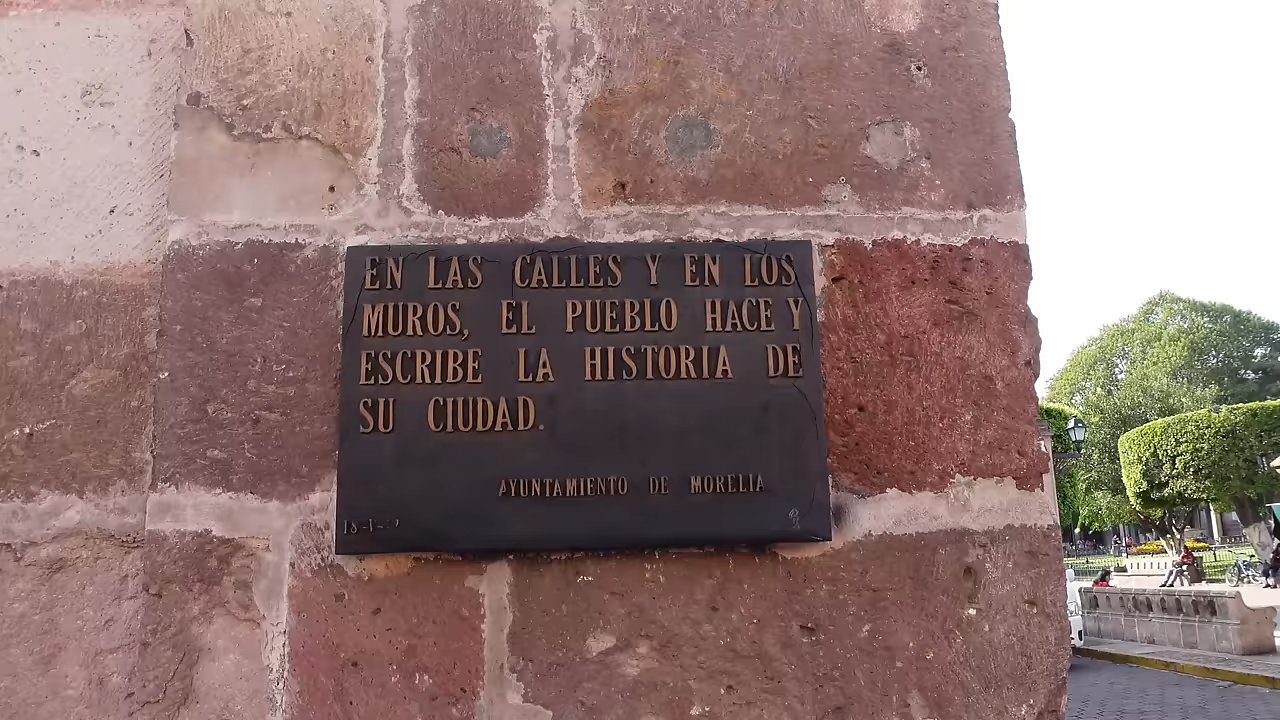 EN LAS CALLES Y EN LOS
MUROS, EL PUEBLO HACE Y
ESCRIBE LA HISTORIA DE
SU CIUDAD.
AYUNTAMIENTO DE MORELIA